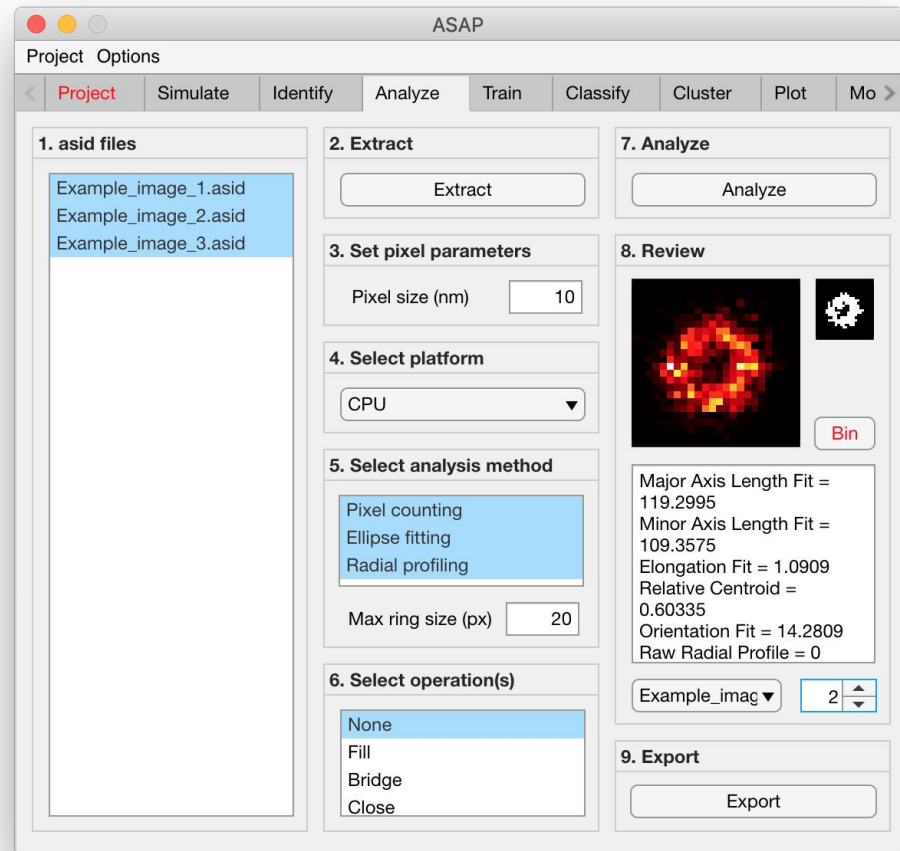 ASAP
Project Options
Project Simulate Identify Analyze Train Classify Cluster Plot Mo
1. asid files
Example_image_1.asid
Example_image_2.asid
Example_image_3.asid
2. Extract
Extract
3. Set pixel parameters
Pixel size (nm) 10
4. Select platform
CPU
5. Select analysis method
Pixel counting
Ellipse fitting
Radial profiling
Max ring size (px) 20
6. Select operation(s)
None
Fill
Bridge
Close
7. Analyze
Analyze
8. Review
Bin
Major Axis Length Fit =
119.2995
Minor Axis Length Fit =
109.3575
Elongation Fit = 1.0909
Relative Centroid =
0.60335
Orientation Fit = 14.2809
Raw Radial Profile = 0
Example_imag 2
9. Export
Export